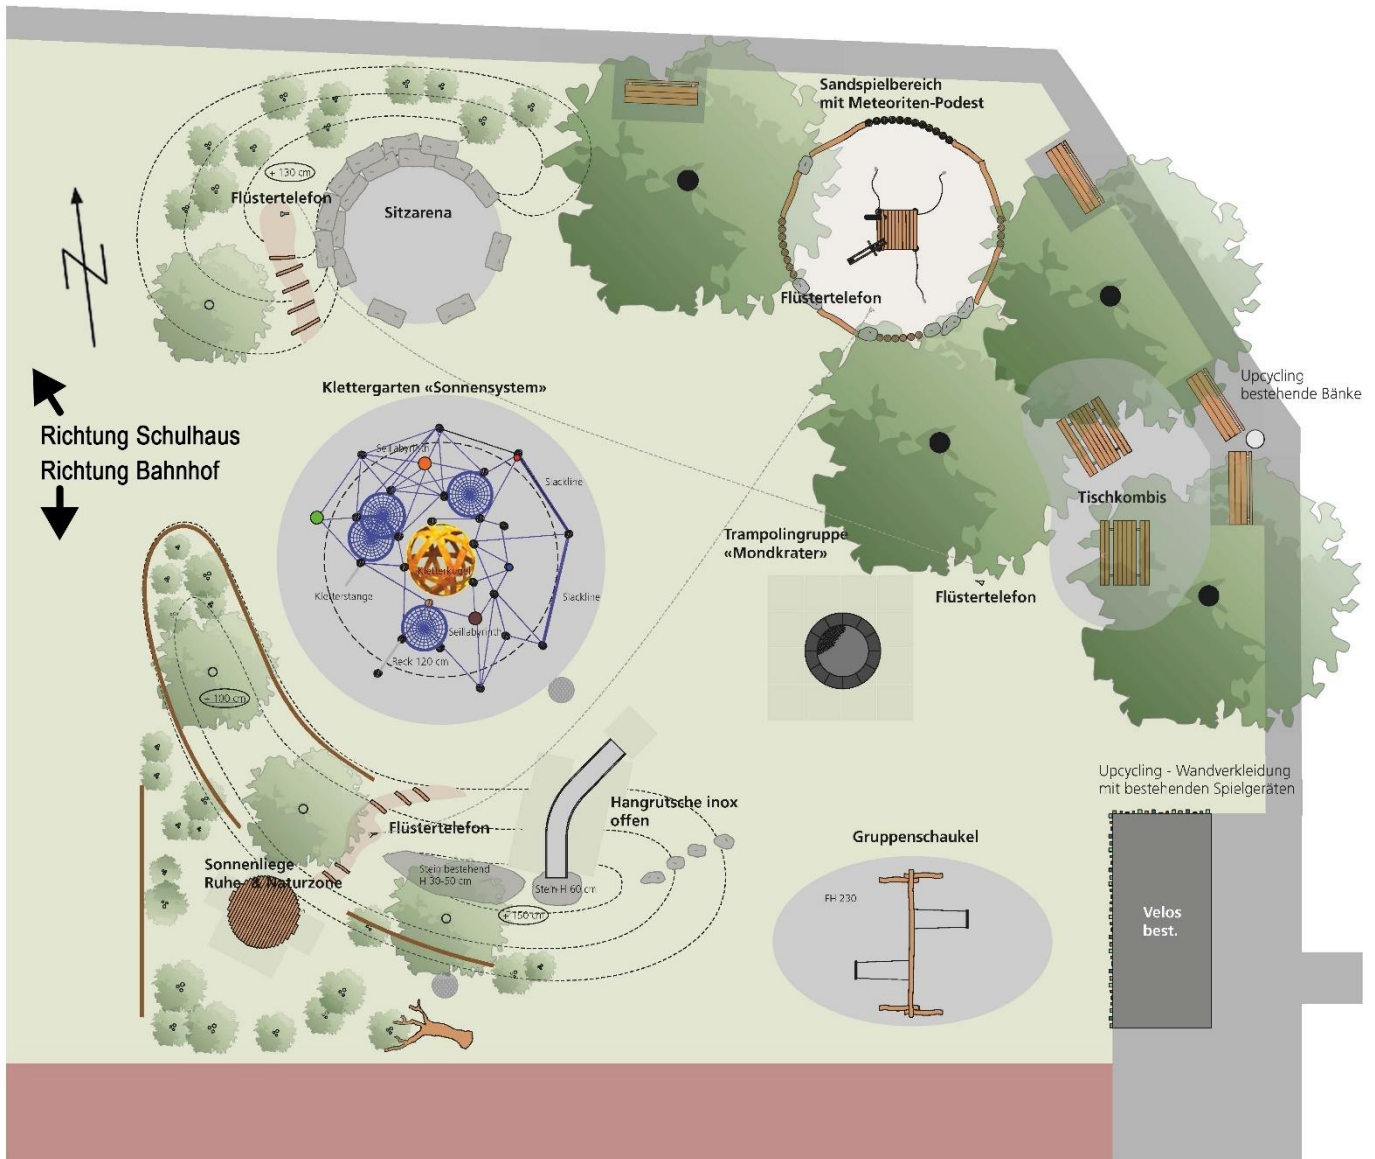 Sandspielbereich
mit Meteoriten-Podest
+ 130 cm
Flüstertelefon
Sitzarena
Flüstertelefon
Klettergarten «Sonnensystem»
Upcycling
bestehende Bänke
Richtung Schulhaus
Richtung Bahnhof
Seillabyrinth
Slackline
Tischkombis
Trampolingruppe
«Mondkrater»
Kletterkugel
Kletterstange
Slackline
Flüstertelefon
Seillabyrinth
Reck 120 cm
+ 100 cm
Upcycling - Wandverkleidung
mit bestehenden Spielgeräten
Hangrutsche inox
offen
Flüstertelefon
Gruppenschaukel
Sonnenliege
Ruhe- & Naturzone
Stein bestehend
H 30-50 cm
Stein H 60 cm
+ 150 cm
FH 230
Velos
best.